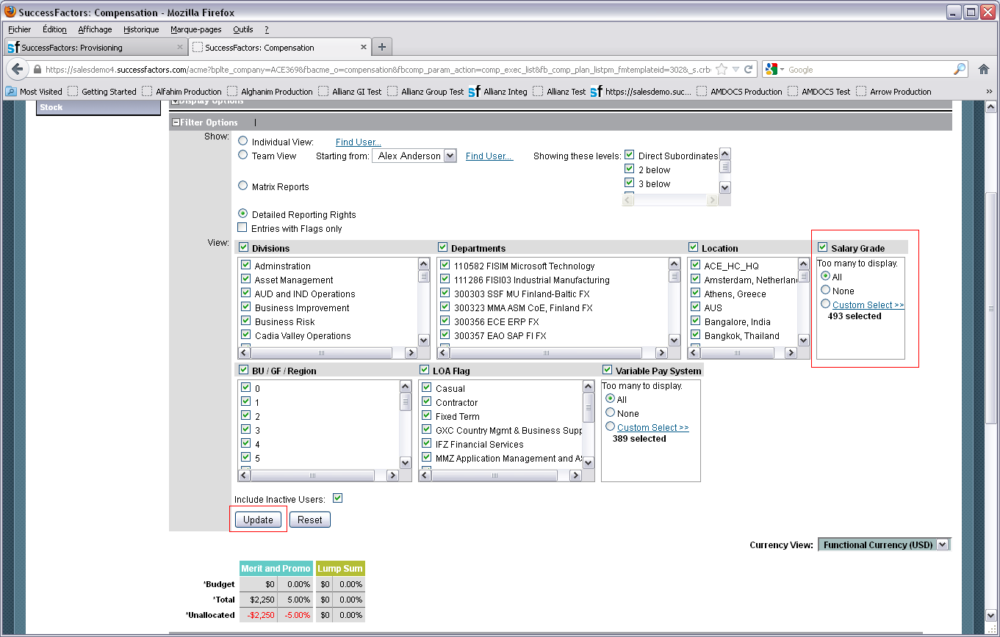 SuccessFactors: Compensation - Mozilla Firefox
Fichier Édition Affichage Historique Marque-pages Outils ?
SuccessFactors: Provisioning
SuccessFactors: Compensation
https://salesdemo4.successfactors.com/acme?bplte_company=ACE369&fbacme_o=compensation&fbcomp_param_action=comp_exec_list&fb_comp_plan_listpm_fmtemplateid=302&_s.crb=
Google
Most Visited Getting Started Alfahim Production Alghanim Production Allianz GI Test Allianz Group Test Allianz Integ Allianz Test https://salesdemo.suc... AMDOCS Production AMDOCS Test Arrow Production
Stock
Display Options
Filter Options |
Show:
Individual View: Find User...
Team View Starting from: Alex Anderson Find User... Showing these levels: Direct Subordinates
2 below
3 below
Matrix Reports
Detailed Reporting Rights
Entries with Flags only
View:
Divisions
Adminstration
Asset Management
AUD and IND Operations
Business Improvement
Business Risk
Cadia Valley Operations
Departments
110582 FISIM Microsoft Technology
111286 FISI03 Industrial Manufacturing
300303 SSF MU Finland-Baltic FX
300323 MMA ASM CoE, Finland FX
300356 ECE ERP FX
300357 EAO SAP FI FX
Location
ACE_HC_HQ
Amsterdam, Netherland
Athens, Greece
AUS
Bangalore, India
Bangkok, Thailand
Salary Grade
Too many to display.
All
None
Custom Select >>
493 selected
BU / GF / Region
0
1
2
3
4
5
LOA Flag
Casual
Contractor
Fixed Term
GXC Country Mgmt & Business Supp
IFZ Financial Services
MMZ Application Management and AS
Variable Pay System
Too many to display.
All
None
Custom Select >>
389 selected
Include Inactive Users:
Update Reset
Currency View: Functional Currency (USD)
Merit and Promo Lump Sum
*Budget $0 0.00% $0 0.00%
*Total $2,250 5.00% $0 0.00%
*Unallocated -$2,250 -5.00% $0 0.00%